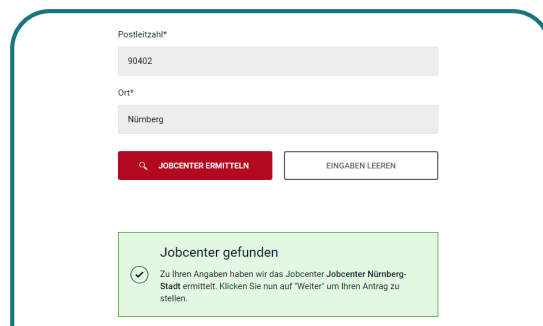 Postleitzahl*
90402
Ort*
Nürnberg
JOBCENTER ERMITTELN
EINGABEN LEEREN
Jobcenter gefunden
Zu Ihren Angaben haben wir das Jobcenter Jobcenter Nürnberg-
Stadt ermittelt. Klicken Sie nun auf "Weiter" um Ihren Antrag zu
stellen.